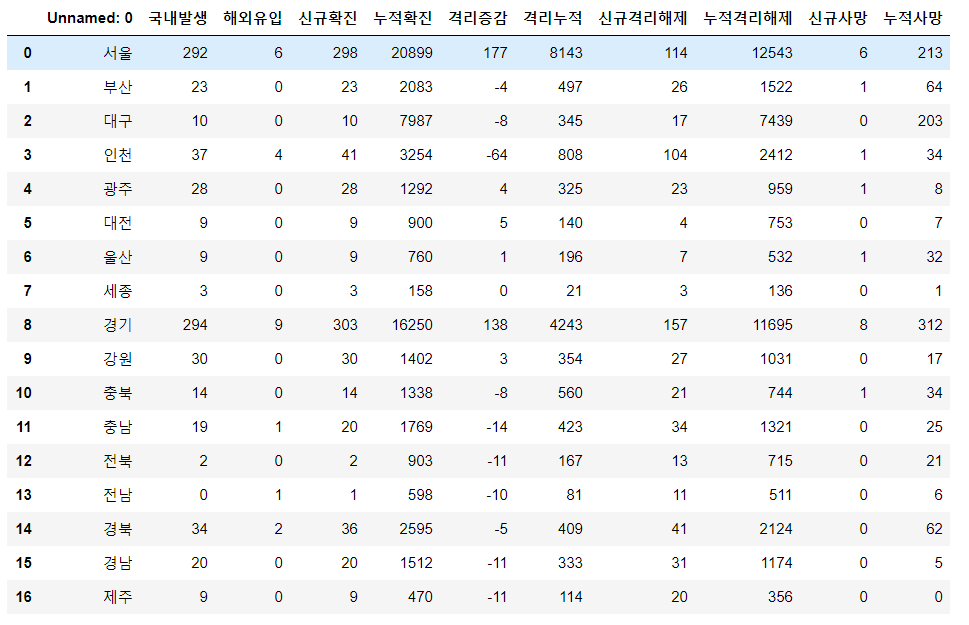 Unnamed: 0 국내발생 해외유입 신규확진 누적확진 격리증감 격리누적 신규격리해제 누적격리해제 신규사망 누적사망
0 서울 292 6 298 20899 177 8143 114 12543 6 213
1 부산 23 0 23 2083 -4 497 26 1522 1 64
2 대구 10 0 10 7987 -8 345 17 7439 0 203
3 인천 37 4 41 3254 -64 808 104 2412 1 34
4 광주 28 0 28 1292 4 325 23 959 1 8
5 대전 9 0 9 900 5 140 4 753 0 7
6 울산 9 0 9 760 1 196 7 532 1 32
7 세종 3 0 3 158 0 21 3 136 0 1
8 경기 294 9 303 16250 138 4243 157 11695 8 312
9 강원 30 0 30 1402 3 354 27 1031 0 17
10 충북 14 0 14 1338 -8 560 21 744 1 34
11 충남 19 1 20 1769 -14 423 34 1321 0 25
12 전북 2 0 2 903 -11 167 13 715 0 21
13 전남 0 1 1 598 -10 81 11 511 0 6
14 경북 34 2 36 2595 -5 409 41 2124 0 62
15 경남 20 0 20 1512 -11 333 31 1174 0 5
16 제주 9 0 9 470 -11 114 20 356 0 0